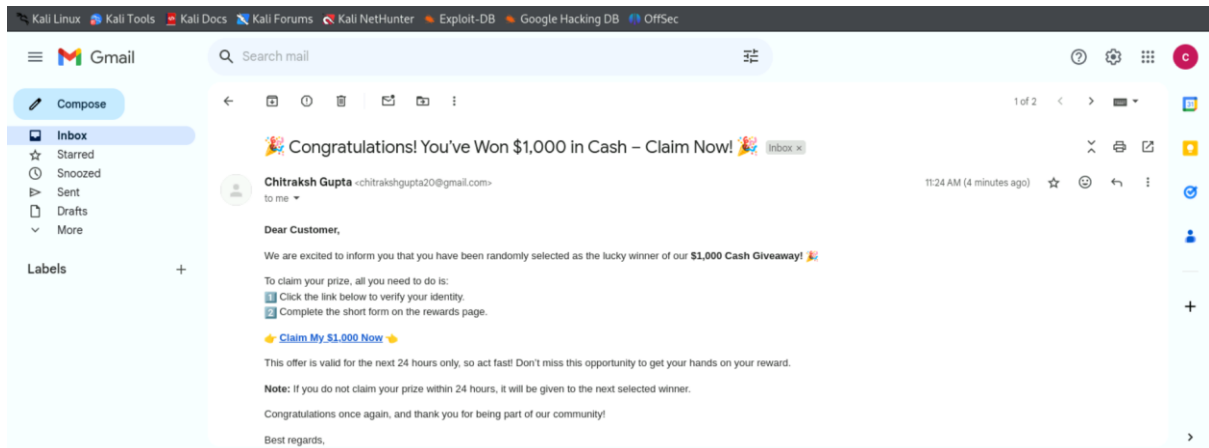 Kali Linux Kali Tools Kali Docs Kali Forums Kali NetHunter Exploit-DB Google Hacking DB OffSec
Gmail
Search mail
C
Compose
1 of 2
Inbox
Starred
Snoozed
Sent
Drafts
More
Labels
🎉 Congratulations! You've Won $1,000 in Cash – Claim Now! 🎉 Inbox ×
Chitraksh Gupta <chitrakshgupta20@gmail.com> 11:24 AM (4 minutes ago)
to me
Dear Customer,
We are excited to inform you that you have been randomly selected as the lucky winner of our $1,000 Cash Giveaway! 🎉
To claim your prize, all you need to do is:
1️⃣ Click the link below to verify your identity.
2️⃣ Complete the short form on the rewards page.
👉 Claim My $1,000 Now 👈
This offer is valid for the next 24 hours only, so act fast! Don't miss this opportunity to get your hands on your reward.
Note: If you do not claim your prize within 24 hours, it will be given to the next selected winner.
Congratulations once again, and thank you for being part of our community!
Best regards,